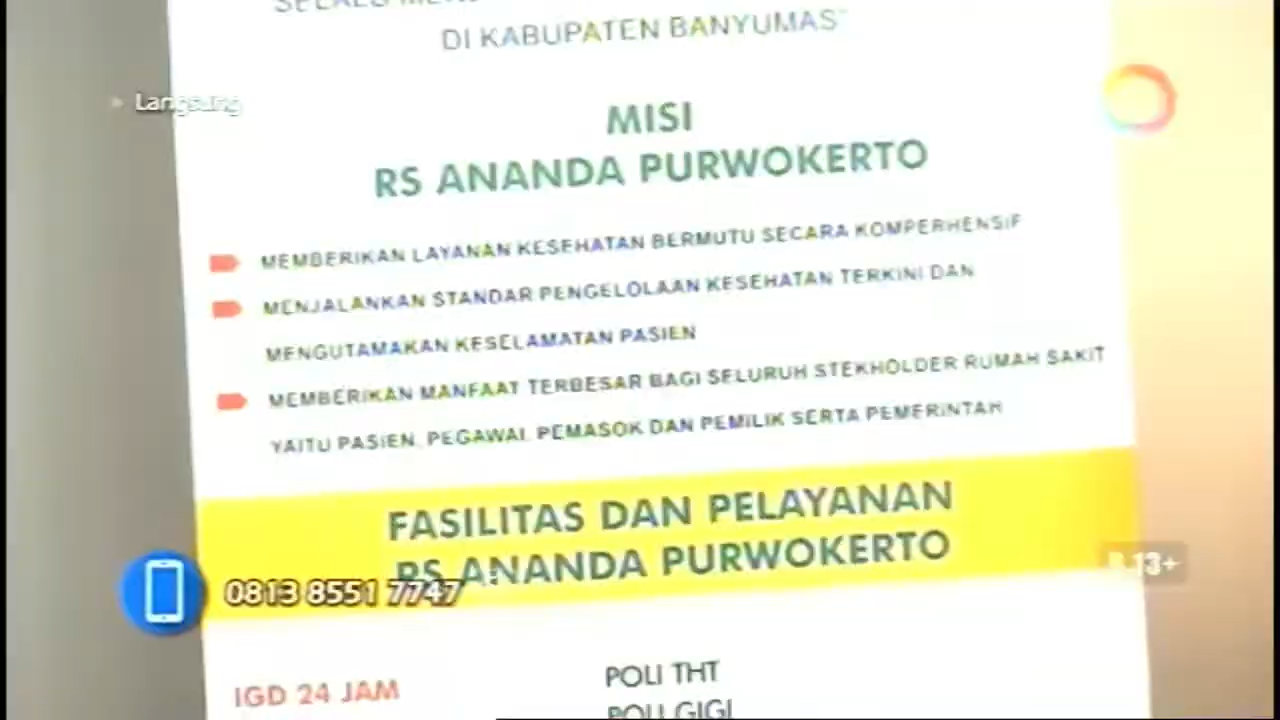 DI KABUPATEN BANYUMAS"
Langsung
MISI
RS ANANDA PURWOKERTO
MEMBERIKAN LAYANAN KESEHATAN BERMUTU SECARA KOMPERHENSIF
MENJALANKAN STANDAR PENGELOLAAN KESEHATAN TERKINI DAN
MENGUTAMAKAN KESELAMATAN PASIEN
MEMBERIKAN MANFAAT TERBESAR BAGI SELURUH STEKHOLDER RUMAH SAKIT
YAITU PASIEN, PEGAWAI, PEMASOK DAN PEMILIK SERTA PEMERINTAH
FASILITAS DAN PELAYANAN
RS ANANDA PURWOKERTO
0813 8551 7747
13+
IGD 24 JAM
POLI THT
POLI GIGI